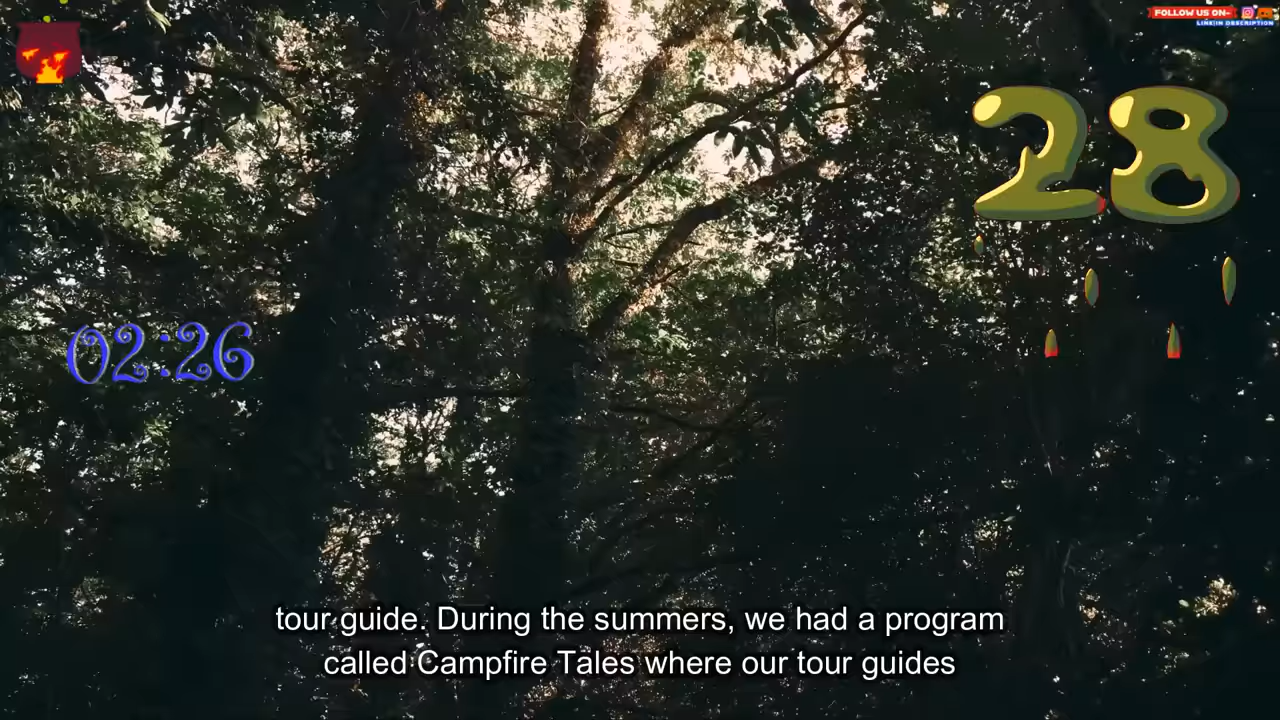 FOLLOW US ON-
LINK IN DESCRIPTION
28
02:26
tour guide. During the summers, we had a program
called Campfire Tales where our tour guides